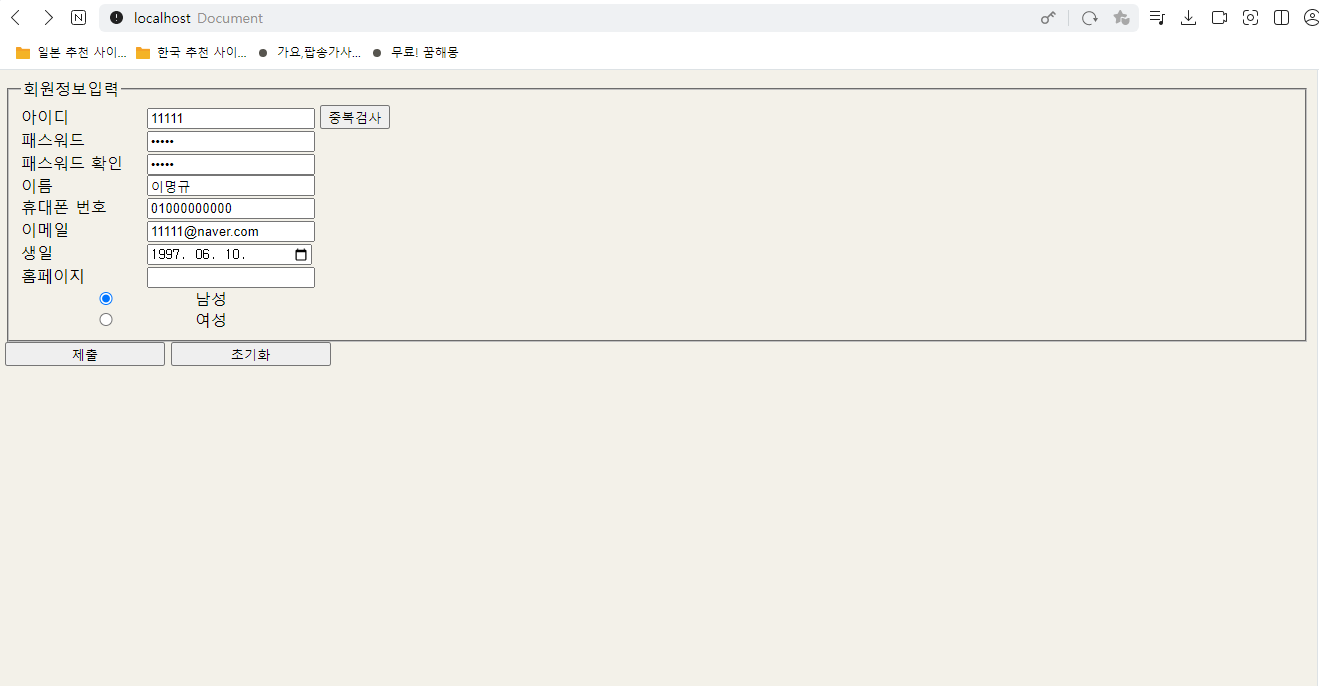 localhost Document
일본 추천 사이... 한국 추천 사이... 가요,팝송가사... 무료! 꿈해몽
회원정보입력
아이디 11111 중복검사
패스워드 •••••
패스워드 확인 •••••
이름 이명규
휴대폰 번호 01000000000
이메일 11111@naver.com
생일 1997. 06. 10.
홈페이지
남성
여성
제출 초기화